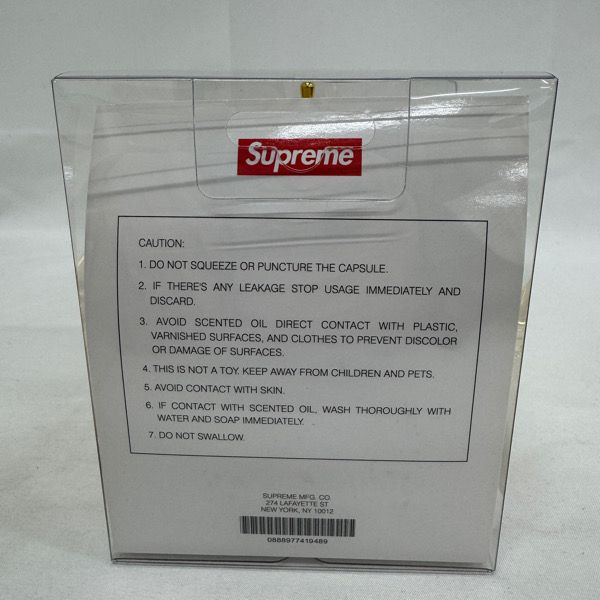 Supreme
CAUTION:
1. DO NOT SQUEEZE OR PUNCTURE THE CAPSULE.
2. IF THERE'S ANY LEAKAGE STOP USAGE IMMEDIATELY AND
DISCARD.
3. AVOID SCENTED OIL DIRECT CONTACT WITH PLASTIC,
VARNISHED SURFACES, AND CLOTHES TO PREVENT DISCOLOR
OR DAMAGE OF SURFACES.
4. THIS IS NOT A TOY. KEEP AWAY FROM CHILDREN AND PETS.
5. AVOID CONTACT WITH SKIN.
6. IF CONTACT WITH SCENTED OIL, WASH THOROUGHLY WITH
WATER AND SOAP IMMEDIATELY.
7. DO NOT SWALLOW.
SUPREME MFG. CO.
274 LAFAYETTE ST
NEW YORK, NY 10012
0888977419489